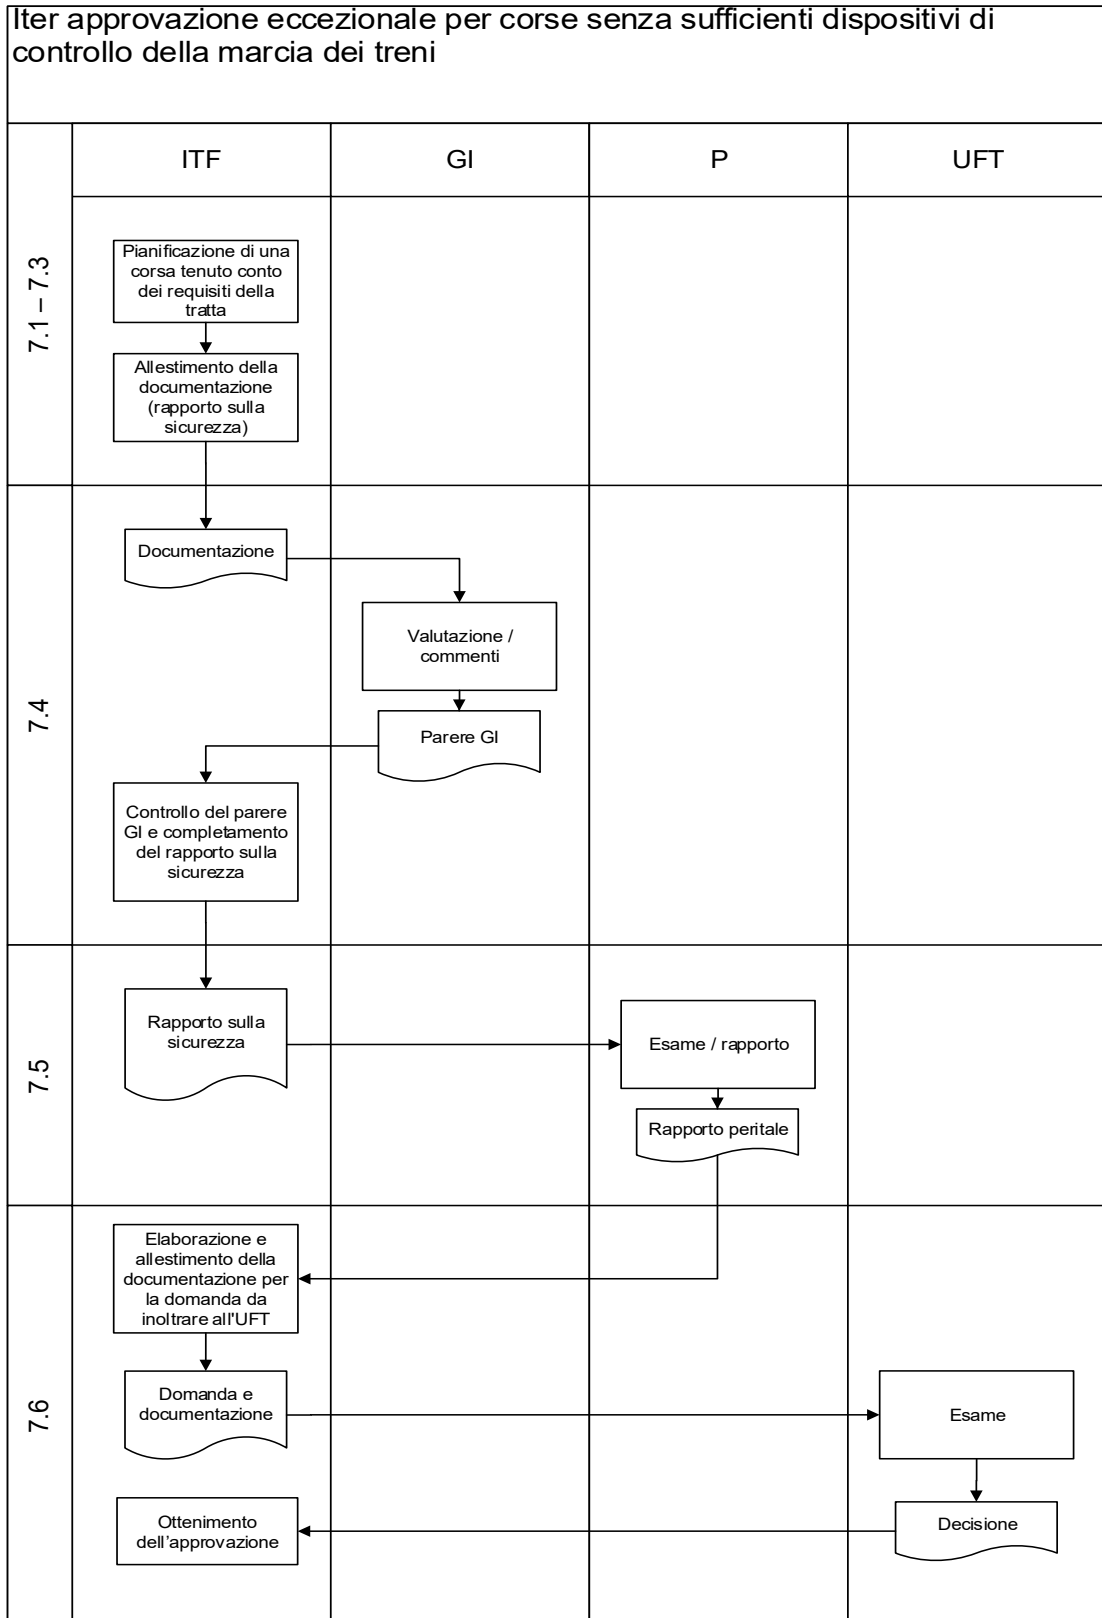 Iter approvazione eccezionale per corse senza sufficienti dispositivi di
controllo della marcia dei treni
ITF
GI
P
UFT
7.1 – 7.3
Pianificazione di una
corsa tenuto conto
dei requisiti della
tratta
Allestimento della
documentazione
(rapporto sulla
sicurezza)
7.4
Documentazione
Valutazione /
commenti
Parere GI
Controllo del parere
GI e completamento
del rapporto sulla
sicurezza
7.5
Rapporto sulla
sicurezza
Esame / rapporto
Rapporto peritale
7.6
Elaborazione e
allestimento della
documentazione per
la domanda da
inoltrare all'UFT
Domanda e
documentazione
Esame
Decisione
Ottenimento
dell'approvazione